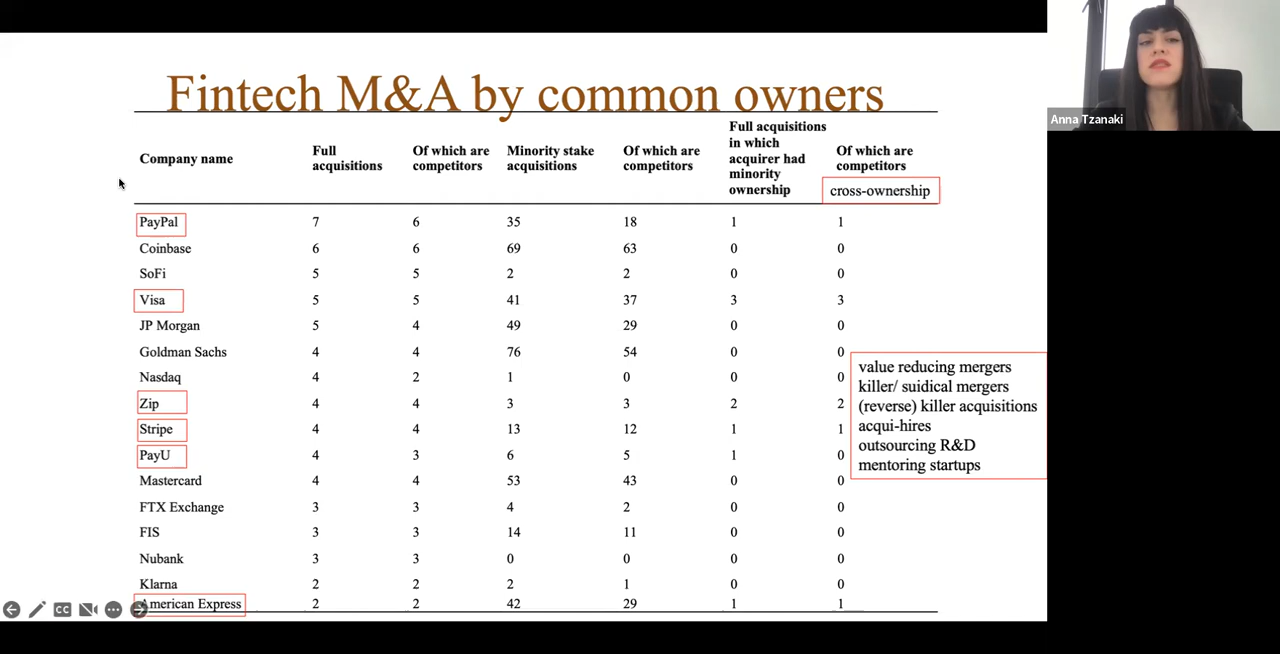 Fintech M&A by common owners
Anna Tzanaki
Company name
Full
acquisitions
Of which are
competitors
Minority stake
acquisitions
Of which are
competitors
Full acquisitions
in which
acquirer had
minority
ownership
Of which are
competitors
cross-ownership
PayPal 7 6 35 18 1 1
Coinbase 6 6 69 63 0 0
SoFi 5 5 2 2 0 0
Visa 5 5 41 37 3 3
JP Morgan 5 4 49 29 0 0
Goldman Sachs 4 4 76 54 0 0
Nasdaq 4 2 1 0 0 0
Zip 4 4 3 3 2 2
Stripe 4 4 13 12 1 1
PayU 4 3 6 5 1 0
Mastercard 4 4 53 43 0 0
FTX Exchange 3 3 4 2 0 0
FIS 3 3 14 11 0 0
Nubank 3 3 0 0 0 0
Klarna 2 2 2 1 0 0
American Express 2 2 42 29 1 1
value reducing mergers
killer/ suidical mergers
(reverse) killer acquisitions
acqui-hires
outsourcing R&D
mentoring startups
CC